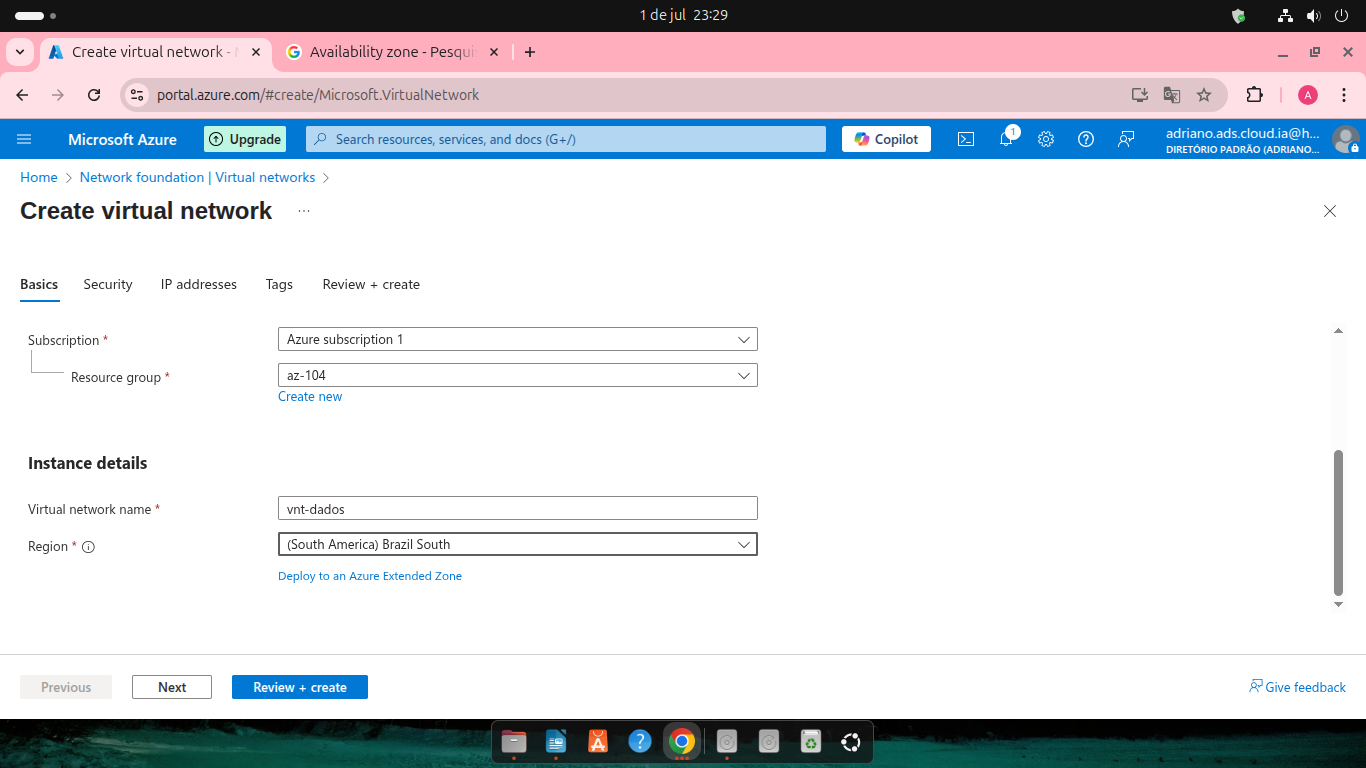 1 de jul 23:29
Create virtual network - M
Availability zone - Pesqui
portal.azure.com/#create/Microsoft.VirtualNetwork
A
Microsoft Azure
Upgrade
Search resources, services, and docs (G+/)
Copilot
1
adriano.ads.cloud.ia@h...
DIRETÓRIO PADRÃO (ADRIANO...
Home > Network foundation | Virtual networks >
Create virtual network ...
Basics
Security
IP addresses
Tags
Review + create
Subscription *
Azure subscription 1
Resource group *
az-104
Create new
Instance details
Virtual network name *
vnt-dados
Region *
(South America) Brazil South
Deploy to an Azure Extended Zone
Previous
Next
Review + create
Give feedback